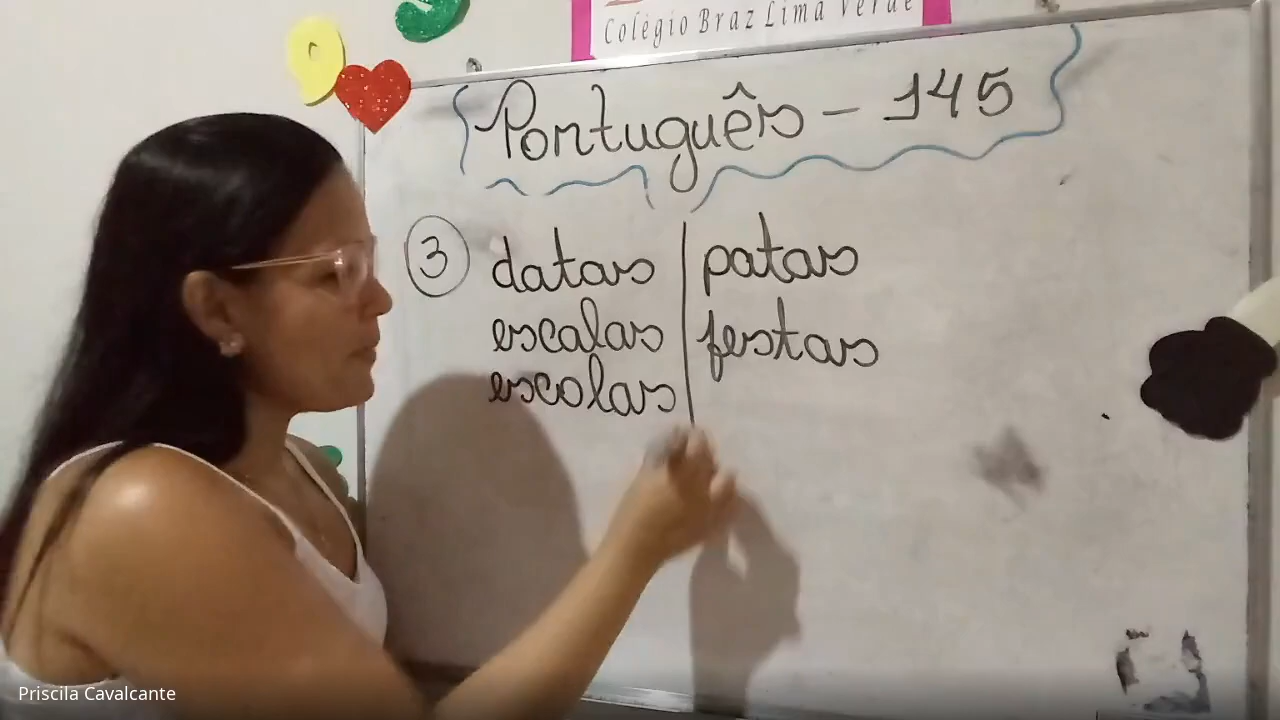 Colégio Braz Lima Verde
Português - 145
3 datas | patas
escalas | festas
escolas
Priscila Cavalcante